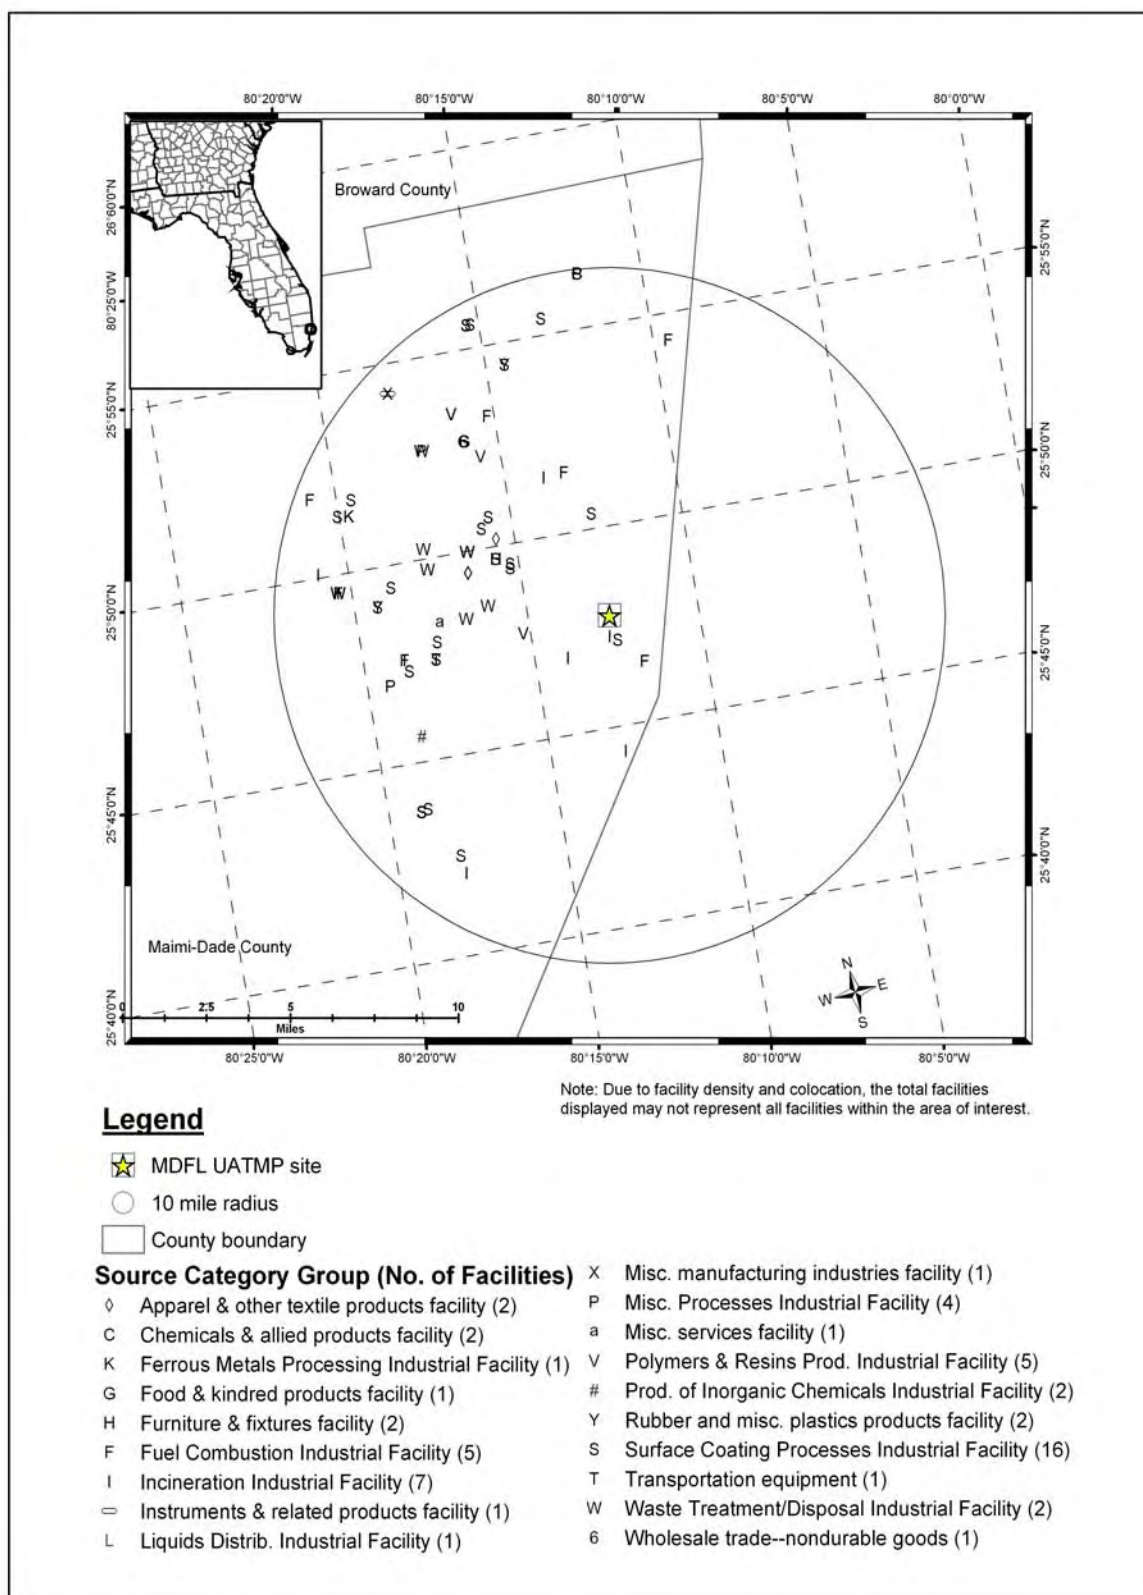 80°20'0"W 80°15'0"W 80°10'0"W 80°5'0"W 80°0'0"W
26°60'0"N
80°25'0"W
25°55'0"N
25°50'0"N
25°45'0"N
25°40'0"N
25°55'0"N
25°50'0"N
25°45'0"N
25°40'0"N
Broward County
B
S
S
F
S
Y
V
F
6
V
W
I
F
F
S
S
K
S
S
S
W
W
H
S
I
W
W
S
Y
a
W
W
V
I
S
S
F
S
S
I
F
P
#
I
S
S
S
I
Maimi-Dade County
N
W E
S
0 2.5 5 10
Miles
80°25'0"W 80°20'0"W 80°15'0"W 80°10'0"W 80°5'0"W
Note: Due to facility density and colocation, the total facilities
displayed may not represent all facilities within the area of interest.
Legend
MDFL UATMP site
10 mile radius
County boundary
Source Category Group (No. of Facilities)
Apparel & other textile products facility (2)
C Chemicals & allied products facility (2)
K Ferrous Metals Processing Industrial Facility (1)
G Food & kindred products facility (1)
H Furniture & fixtures facility (2)
F Fuel Combustion Industrial Facility (5)
I Incineration Industrial Facility (7)
Instruments & related products facility (1)
L Liquids Distrib. Industrial Facility (1)
X Misc. manufacturing industries facility (1)
P Misc. Processes Industrial Facility (4)
a Misc. services facility (1)
V Polymers & Resins Prod. Industrial Facility (5)
# Prod. of Inorganic Chemicals Industrial Facility (2)
Y Rubber and misc. plastics products facility (2)
S Surface Coating Processes Industrial Facility (16)
T Transportation equipment (1)
W Waste Treatment/Disposal Industrial Facility (2)
6 Wholesale trade--nondurable goods (1)